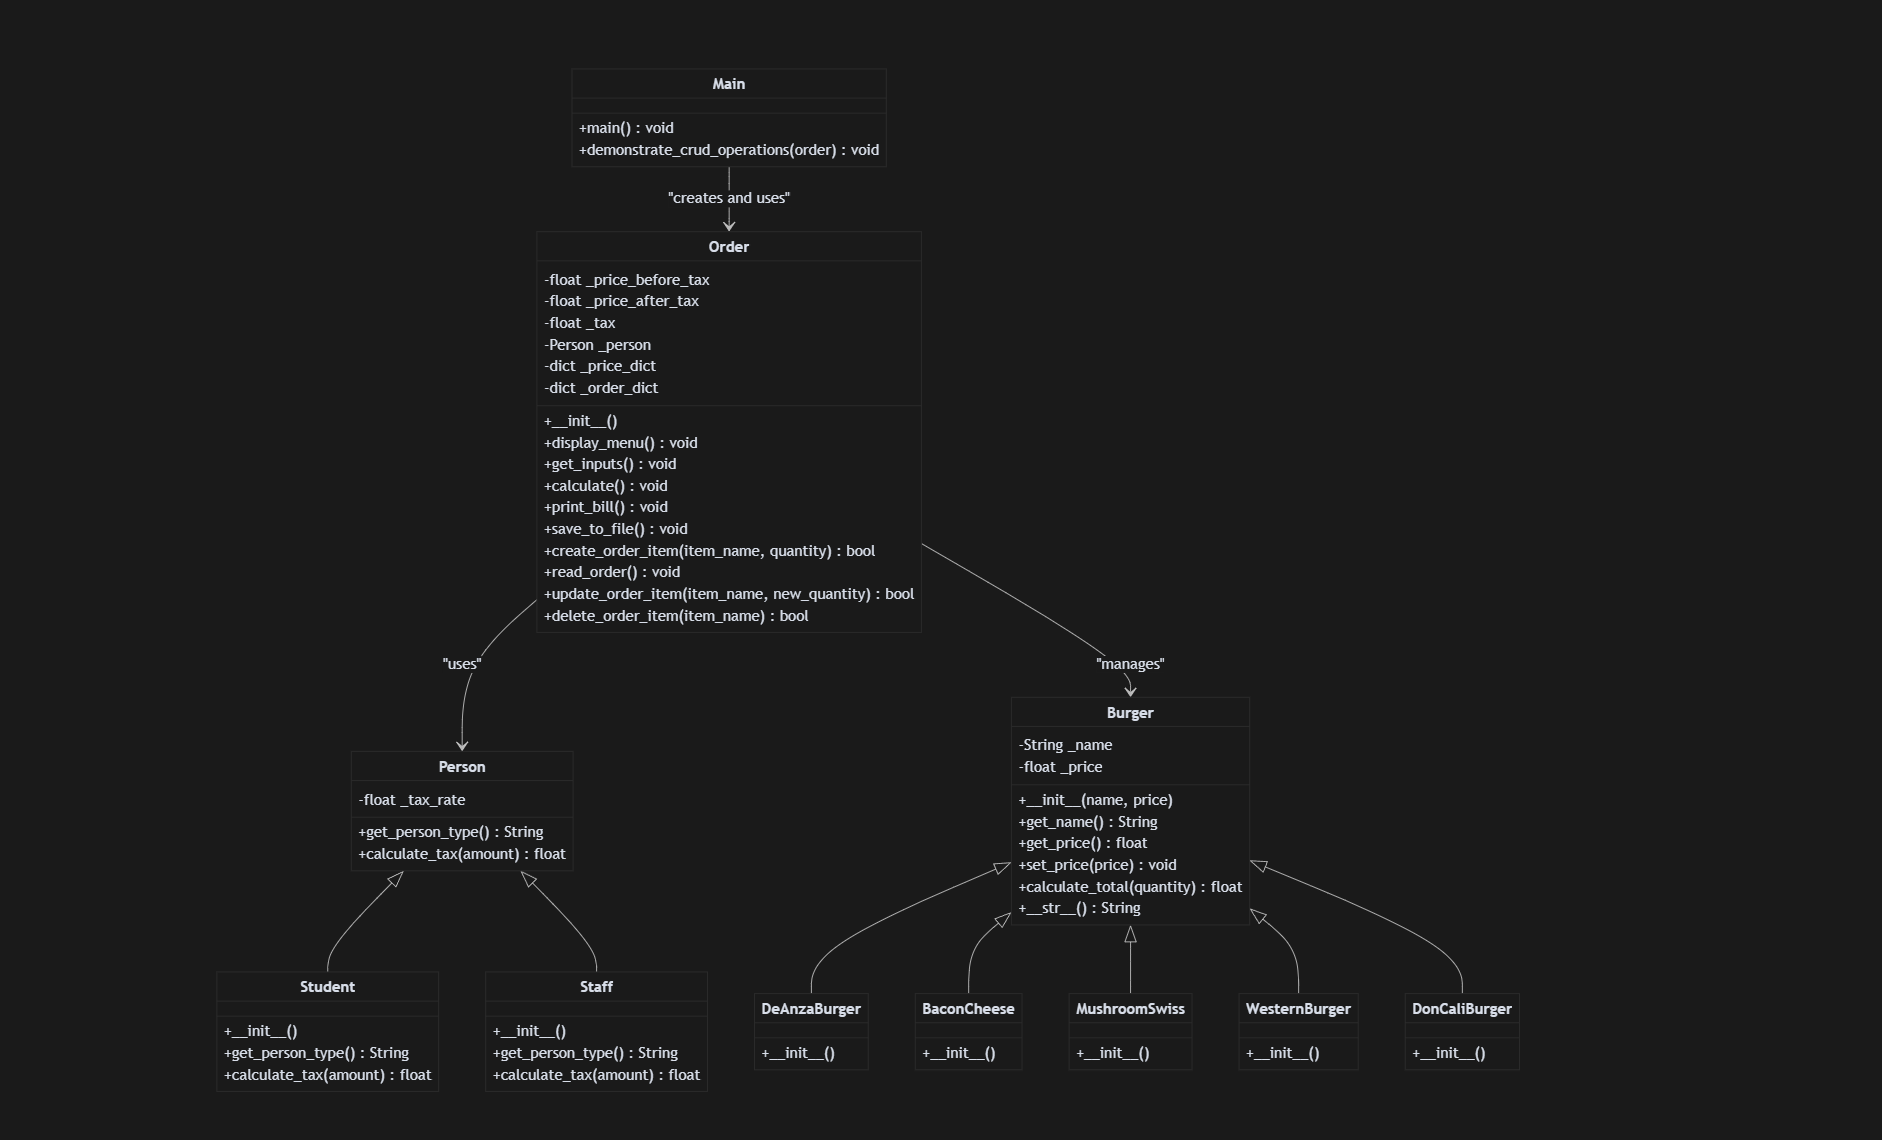 Main
+main() : void
+demonstrate_crud_operations(order) : void
"creates and uses"
Order
-float _price_before_tax
-float _price_after_tax
-float _tax
-Person _person
-dict _price_dict
-dict _order_dict
+__init__()
+display_menu() : void
+get_inputs() : void
+calculate() : void
+print_bill() : void
+save_to_file() : void
+create_order_item(item_name, quantity) : bool
+read_order() : void
+update_order_item(item_name, new_quantity) : bool
+delete_order_item(item_name) : bool
"uses"
"manages"
Person
-float _tax_rate
+get_person_type() : String
+calculate_tax(amount) : float
Burger
-String _name
-float _price
+__init__(name, price)
+get_name() : String
+get_price() : float
+set_price(price) : void
+calculate_total(quantity) : float
+__str__() : String
Student
+__init__()
+get_person_type() : String
+calculate_tax(amount) : float
Staff
+__init__()
+get_person_type() : String
+calculate_tax(amount) : float
DeAnzaBurger
+__init__()
BaconCheese
+__init__()
MushroomSwiss
+__init__()
WesternBurger
+__init__()
DonCaliBurger
+__init__()